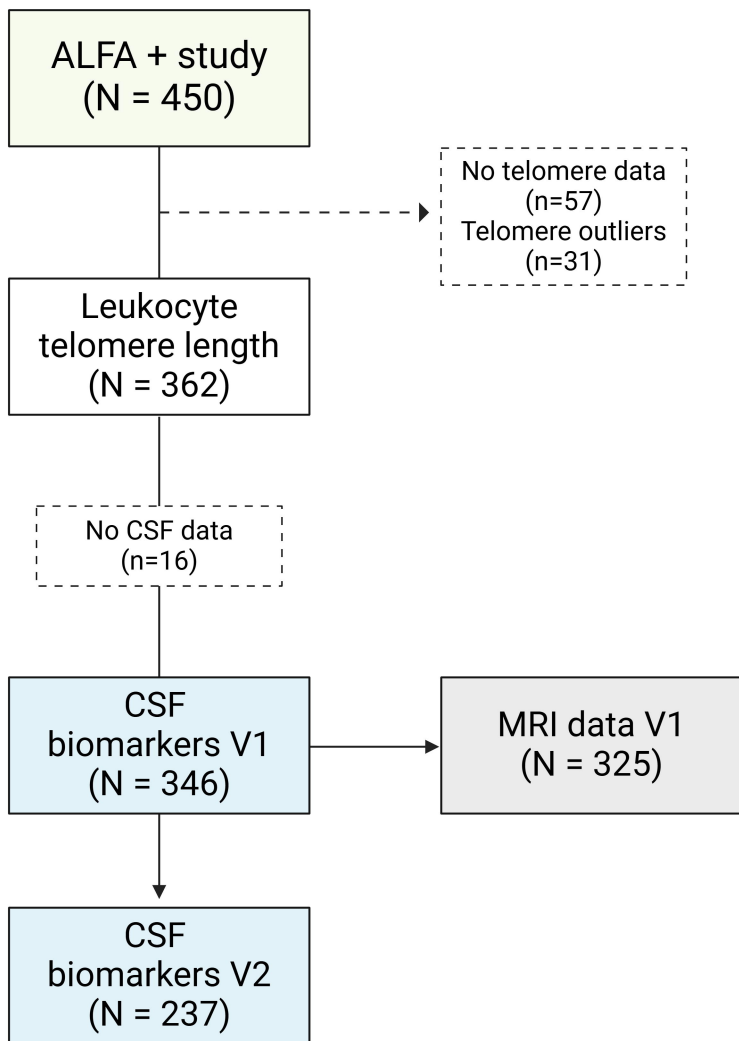 ALFA + study
(N = 450)
No telomere data
(n=57)
Telomere outliers
(n=31)
Leukocyte
telomere length
(N = 362)
No CSF data
(n=16)
CSF
biomarkers V1
(N = 346)
MRI data V1
(N = 325)
CSF
biomarkers V2
(N = 237)